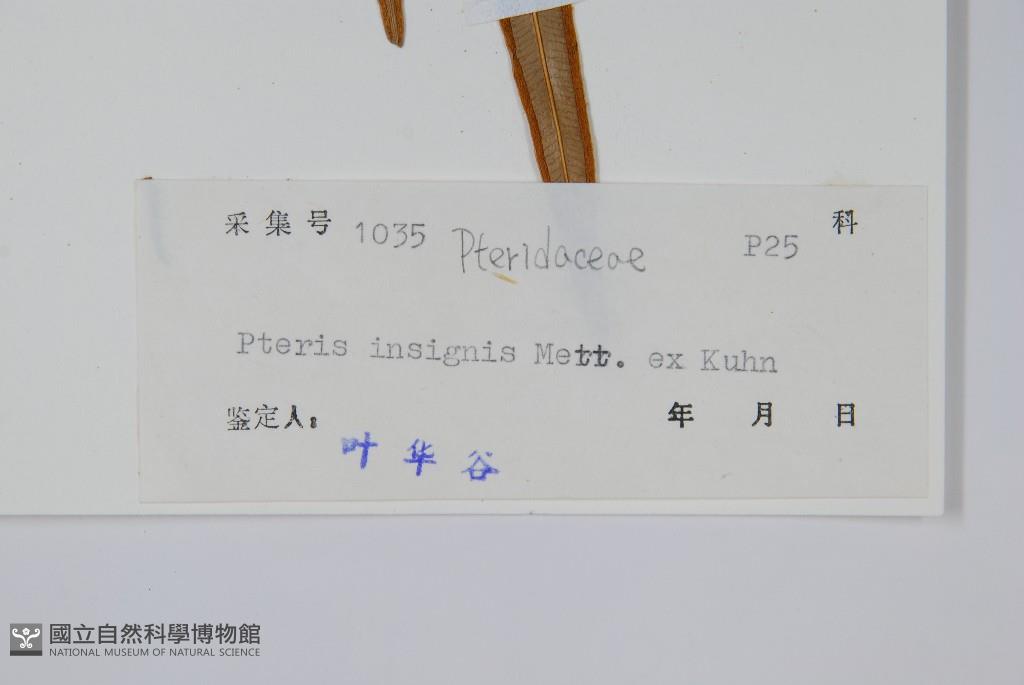 采集号 1035 Pteridaceae P25 科
Pteris insignis Mett. ex Kuhn
鉴定人: 年 月 日
叶华谷
國立自然科學博物館
NATIONAL MUSEUM OF NATURAL SCIENCE